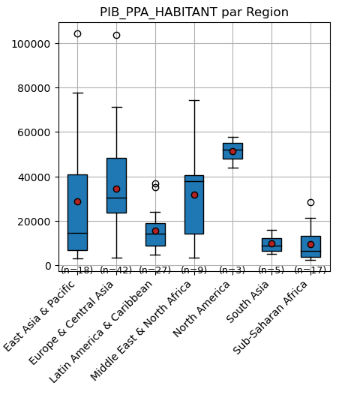 PIB_PPA_HABITANT par Region
100000
80000
60000
40000
20000
0
(n=18) (n=42) (n=27) (n=9) (n=3) (n=5) (n=17)
East Asia & Pacific
Europe & Central Asia
Latin America & Caribbean
Middle East & North Africa
North America
South Asia
Sub-Saharan Africa